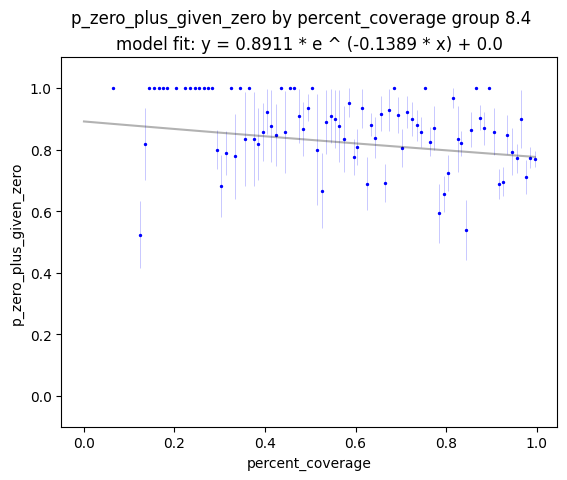 p_zero_plus_given_zero by percent_coverage group 8.4
model fit: y = 0.8911 * e ^ (-0.1389 * x) + 0.0
1.0
0.8
0.6
0.4
0.2
0.0
p_zero_plus_given_zero
0.0 0.2 0.4 0.6 0.8 1.0
percent_coverage